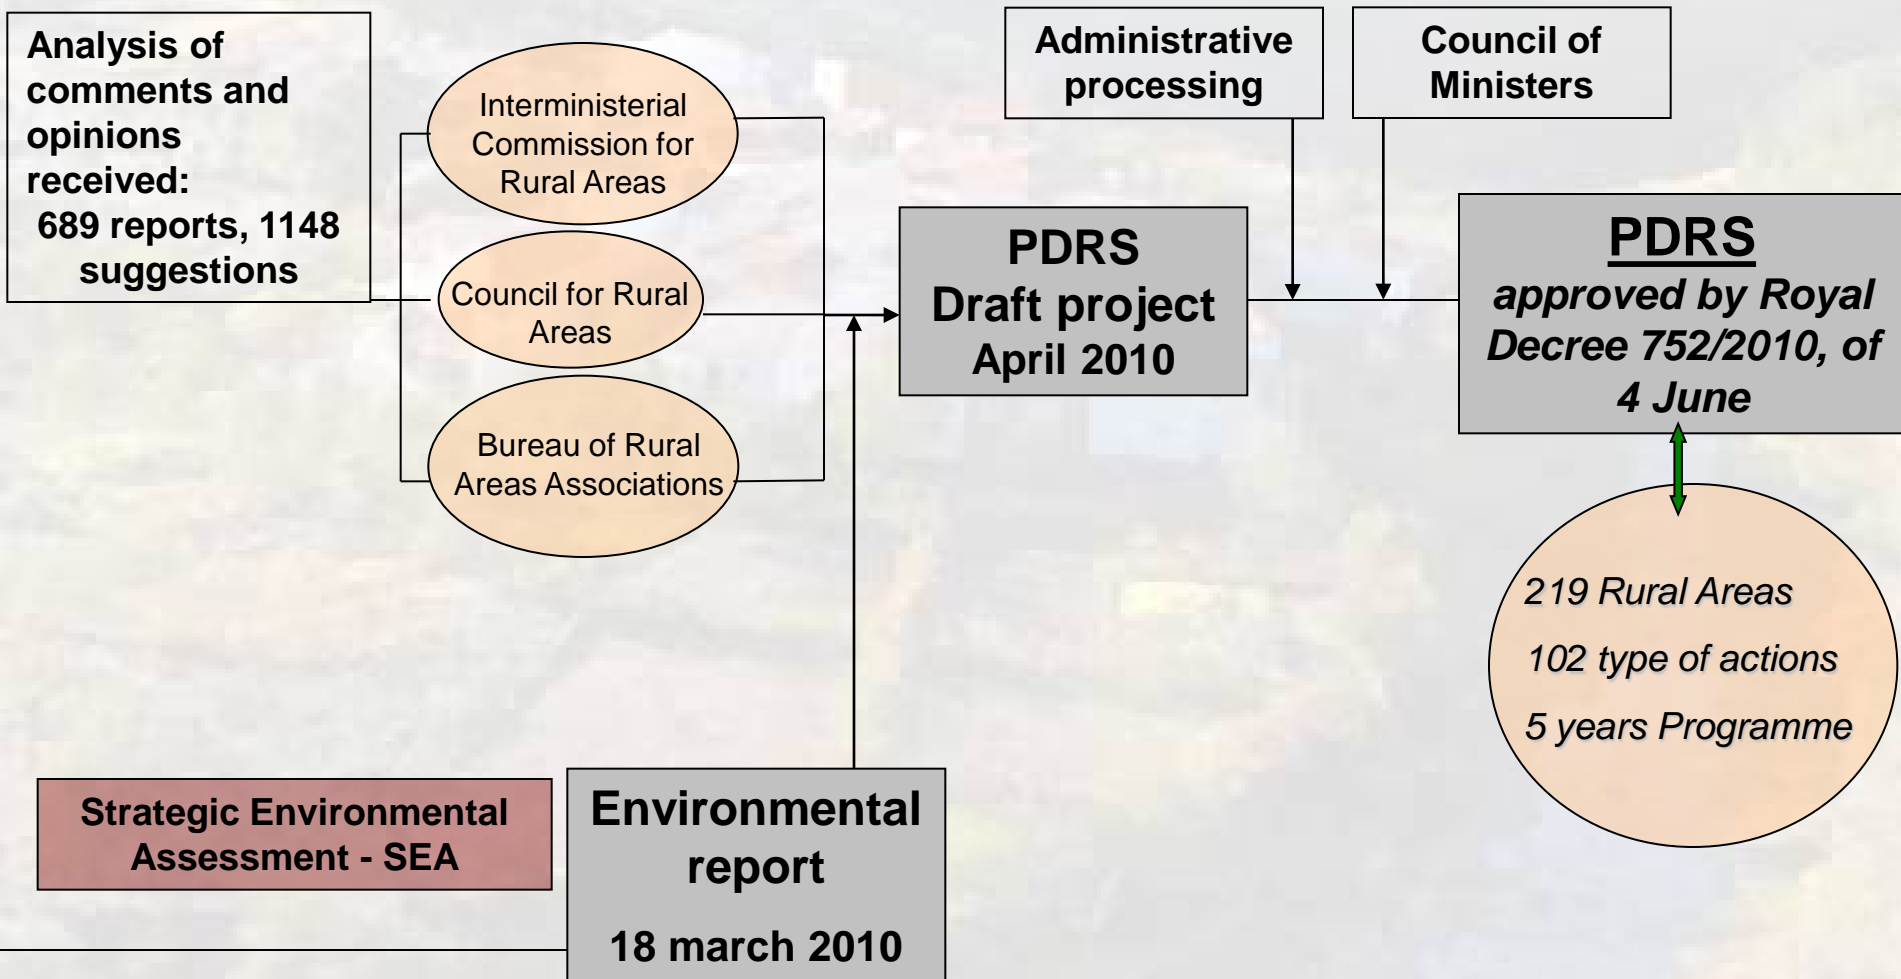 Analysis of
comments and
opinions
received:
689 reports, 1148
suggestions
Interministerial
Commission for
Rural Areas
Council for Rural
Areas
Bureau of Rural
Areas Associations
Administrative
processing
Council of
Ministers
PDRS
Draft project
April 2010
PDRS
approved by Royal
Decree 752/2010, of
4 June
219 Rural Areas
102 type of actions
5 years Programme
Strategic Environmental
Assessment - SEA
Environmental
report
18 march 2010